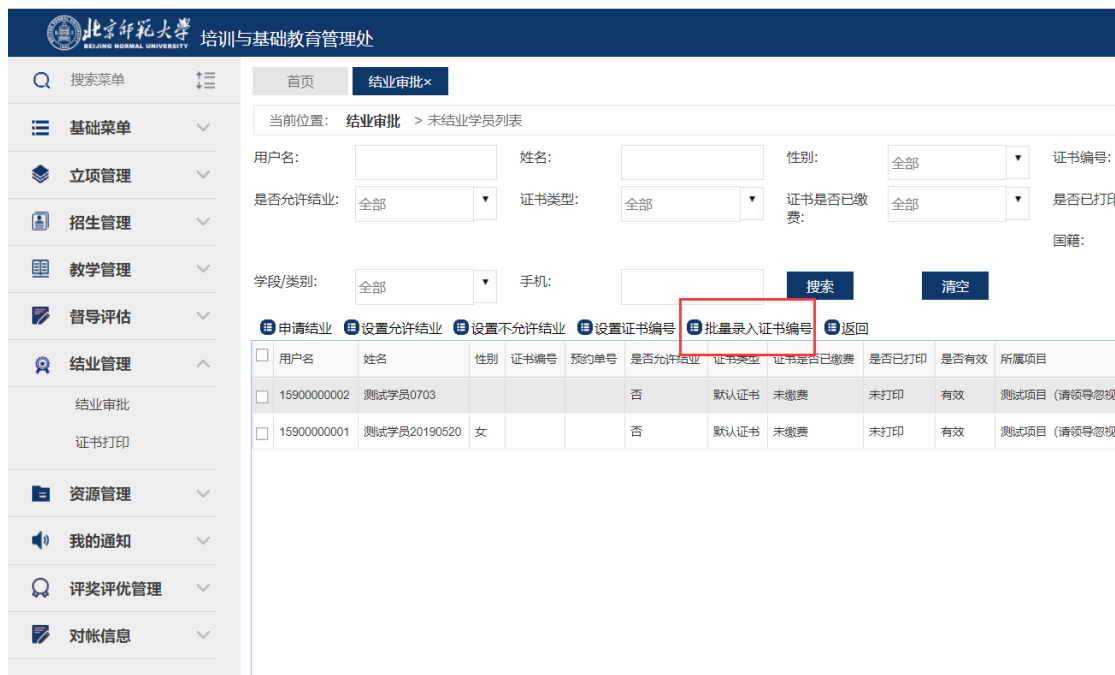 北京师范大学 培训与基础教育管理处
BEIJING NORMAL UNIVERSITY
搜索菜单
基础菜单
立项管理
招生管理
教学管理
督导评估
结业管理
结业审批
证书打印
资源管理
我的通知
评奖评优管理
对帐信息
首页 结业审批×
当前位置: 结业审批 > 未结业学员列表
用户名: 姓名: 性别: 全部 证书编号:
是否允许结业: 全部 证书类型: 全部 证书是否已缴费: 全部 是否已打印
国籍:
学段/类别: 全部 手机: 搜索 清空
申请结业 设置允许结业 设置不允许结业 设置证书编号 批量录入证书编号 返回
用户名 姓名 性别 证书编号 预约单号 是否允许结业 证书类型 证书是否已缴费 是否已打印 是否有效 所属项目
15900000002 测试学员0703 否 默认证书 未缴费 未打印 有效 测试项目（请领导忽视
15900000001 测试学员20190520 女 否 默认证书 未缴费 未打印 有效 测试项目（请领导忽视